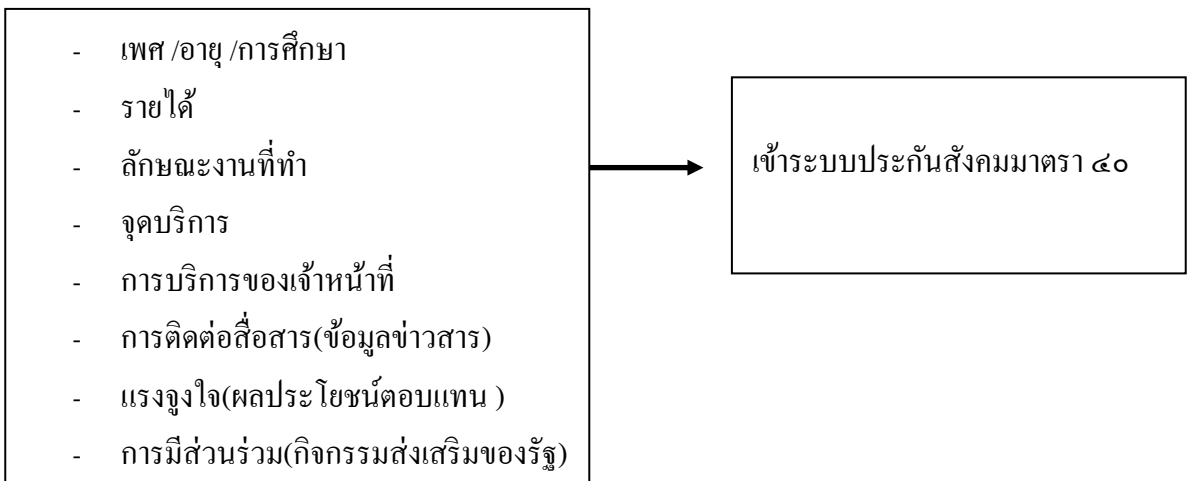 - เพศ /อายุ /การศึกษา
- รายได้
- ลักษณะงานที่ทำ
- จุดบริการ
- การบริการของเจ้าหน้าที่
- การติดต่อสื่อสาร(ข้อมูลข่าวสาร)
- แรงจูงใจ(ผลประโยชน์ตอบแทน )
- การมีส่วนร่วม(กิจกรรมส่งเสริมของรัฐ)
เข้าระบบประกันสังคมมาตรา ๔๐